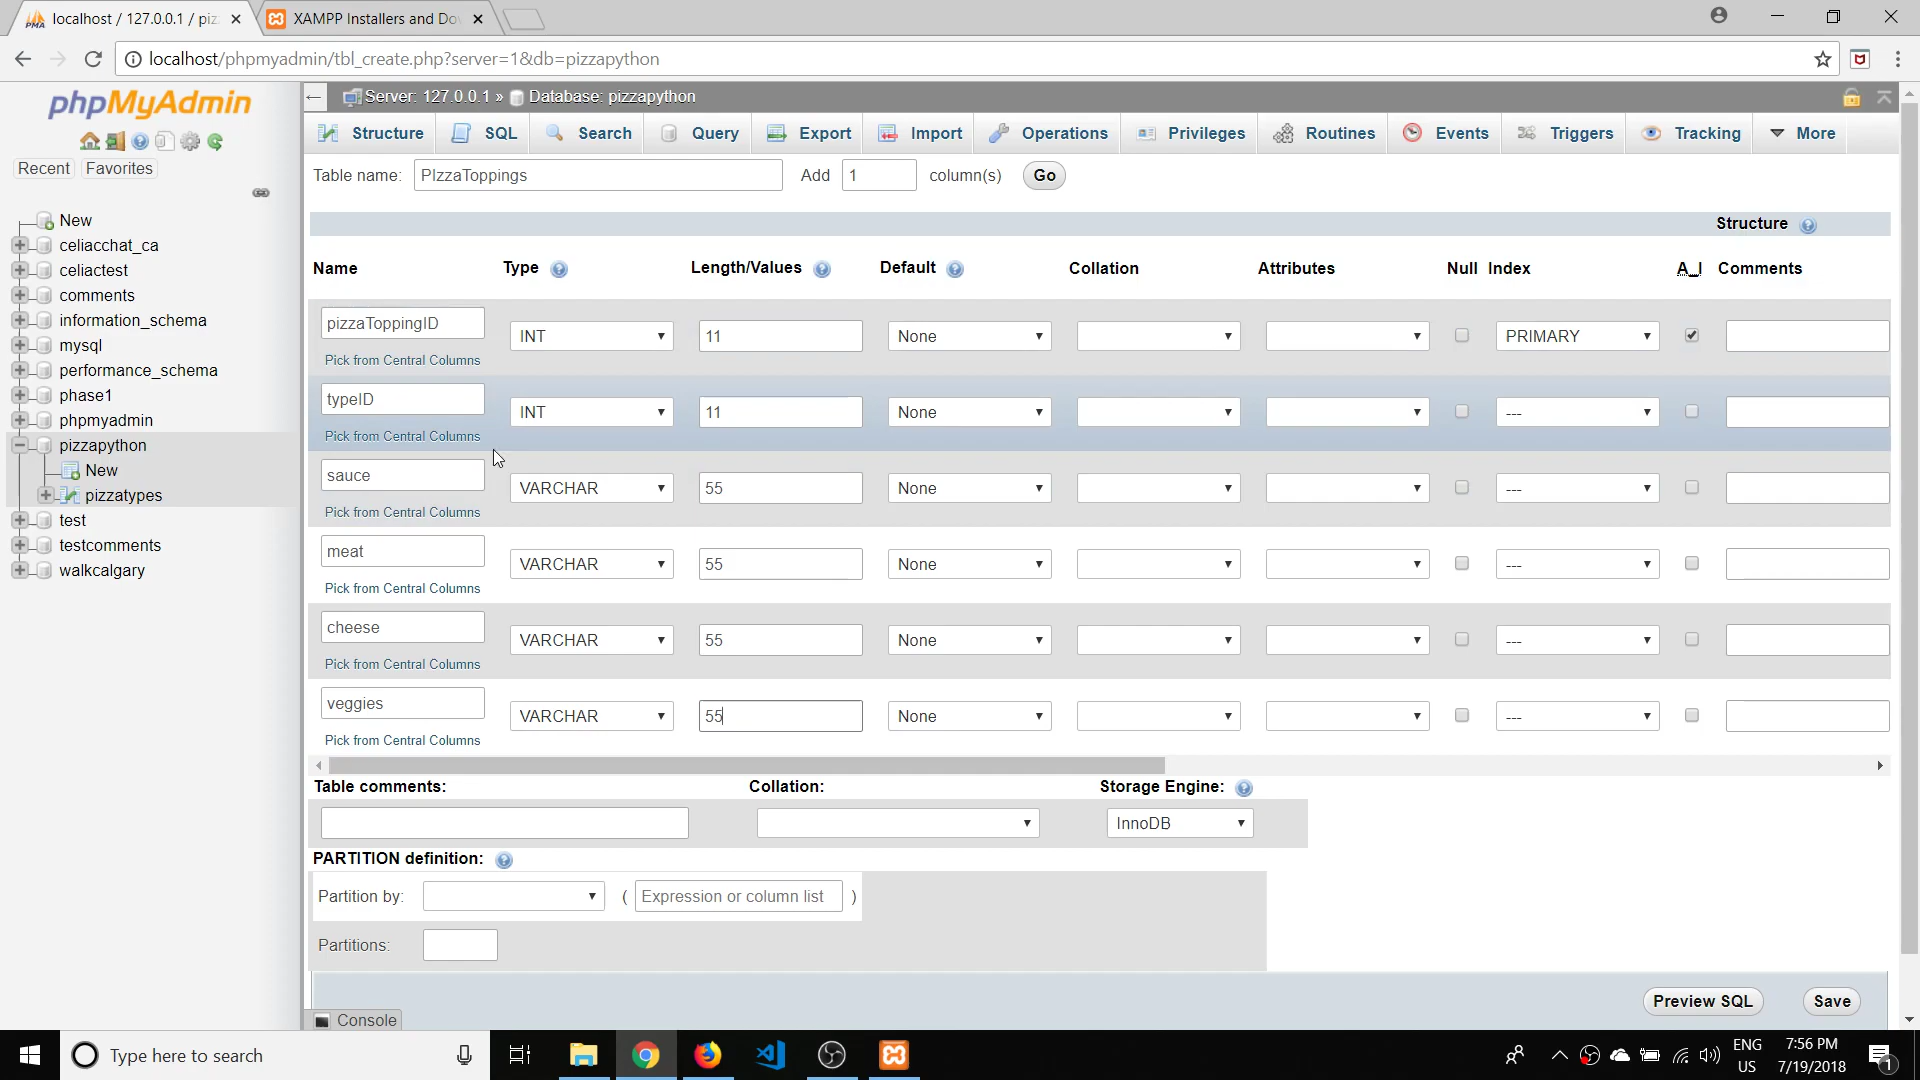 localhost / 127.0.0.1 / piz
XAMPP Installers and Do
localhost/phpmyadmin/tbl_create.php?server=1&db=pizzapython
phpMyAdmin
Recent
Favorites
New
celiacchat_ca
celiactest
comments
information_schema
mysql
performance_schema
phase1
phpmyadmin
pizzapython
New
pizzatypes
test
testcomments
walkcalgary
Server: 127.0.0.1 » Database: pizzapython
Structure SQL Search Query Export Import Operations Privileges Routines Events Triggers Tracking More
Table name: PIzzaToppings Add 1 column(s) Go
Structure
Name Type Length/Values Default Collation Attributes Null Index A_I Comments
pizzaToppingID INT 11 None PRIMARY
Pick from Central Columns
typeID INT 11 None ---
Pick from Central Columns
sauce VARCHAR 55 None ---
Pick from Central Columns
meat VARCHAR 55 None ---
Pick from Central Columns
cheese VARCHAR 55 None ---
Pick from Central Columns
veggies VARCHAR 55 None ---
Pick from Central Columns
Table comments: Collation: Storage Engine:
InnoDB
PARTITION definition:
Partition by: ( Expression or column list )
Partitions:
Preview SQL Save
Console
Type here to search
ENG
US
7:56 PM
7/19/2018
1